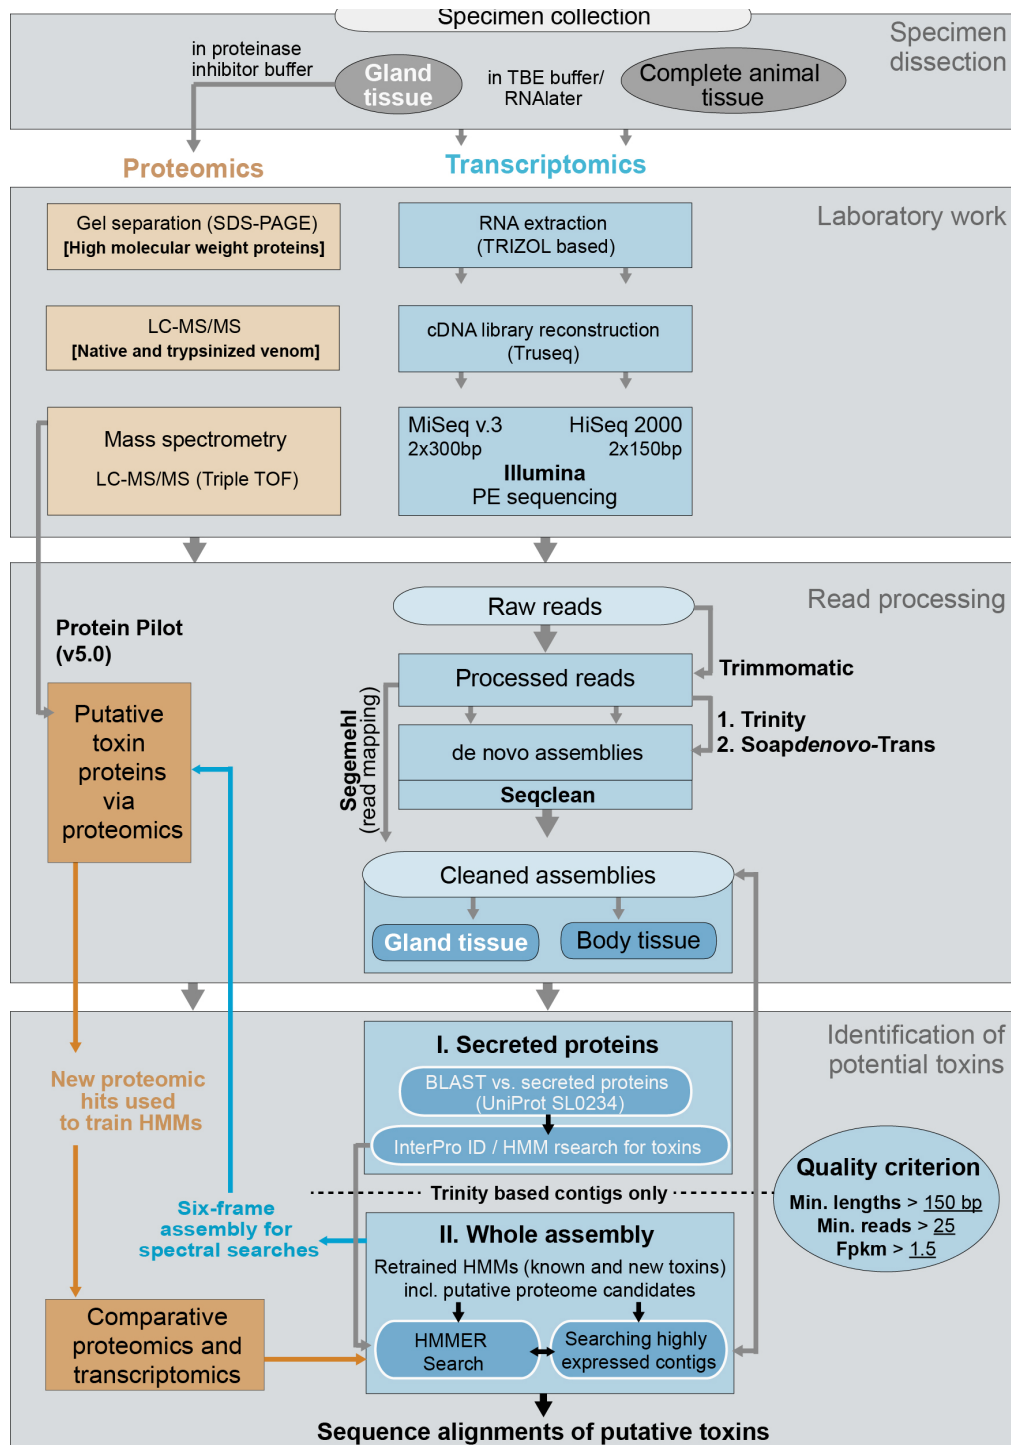 Specimen collection
Specimen
dissection
in proteinase
inhibitor buffer
Gland
tissue
in TBE buffer/
RNAlater
Complete animal
tissue
Proteomics
Transcriptomics
Laboratory work
Gel separation (SDS-PAGE)
[High molecular weight proteins]
RNA extraction
(TRIZOL based)
LC-MS/MS
[Native and trypsinized venom]
cDNA library reconstruction
(Truseq)
Mass spectrometry
LC-MS/MS (Triple TOF)
MiSeq v.3
2x300bp
HiSeq 2000
2x150bp
Illumina
PE sequencing
Read processing
Raw reads
Protein Pilot
(v5.0)
Trimmomatic
Processed reads
Putative
toxin
proteins
via
proteomics
Segemehl
(read mapping)
1. Trinity
2. Soapdenovo-Trans
de novo assemblies
Seqclean
Cleaned assemblies
Gland tissue
Body tissue
Identification of
potential toxins
I. Secreted proteins
BLAST vs. secreted proteins
(UniProt SL0234)
InterPro ID / HMM rsearch for toxins
New proteomic
hits used
to train HMMs
Quality criterion
Min. lengths > 150 bp
Min. reads > 25
Fpkm > 1.5
Trinity based contigs only
Six-frame
assembly for
spectral searches
II. Whole assembly
Retrained HMMs (known and new toxins)
incl. putative proteome candidates
HMMER
Search
Searching highly
expressed contigs
Comparative
proteomics and
transcriptomics
Sequence alignments of putative toxins